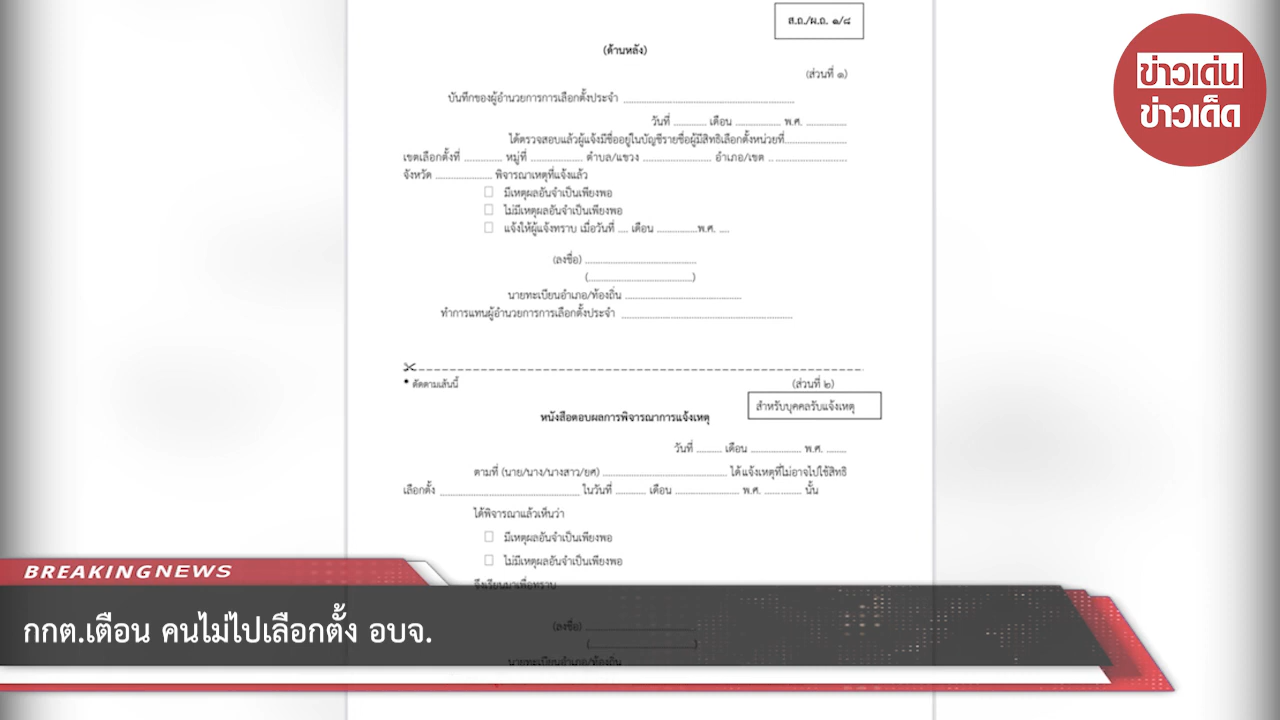 ส.ถ./ผ.ถ. ๑/๘
(ด้านหลัง)
(ส่วนที่ ๑)
บันทึกของผู้อำนวยการการเลือกตั้งประจำ ................................................
วันที่ ............. เดือน .................. พ.ศ. ................
ได้ตรวจสอบแล้วผู้แจ้งมีชื่ออยู่ในบัญชีรายชื่อผู้มีสิทธิเลือกตั้งหน่วยที่.........................
เขตเลือกตั้งที่ ............... หมู่ที่ .................... ตำบล/แขวง ........................... อำเภอ/เขต .. ............................
จังหวัด ...................... พิจารณาเหตุที่แจ้งแล้ว
☐ มีเหตุผลอันจำเป็นเพียงพอ
☐ ไม่มีเหตุผลอันจำเป็นเพียงพอ
☐ แจ้งให้ผู้แจ้งทราบ เมื่อวันที่ .... เดือน ................พ.ศ. ....
(ลงชื่อ) ............................................
(..........................................)
นายทะเบียนอำเภอ/ท้องถิ่น ..............................................
ทำการแทนผู้อำนวยการการเลือกตั้งประจำ ................................................
* ตัดตามเส้นนี้
(ส่วนที่ ๒)
สำหรับบุคคลรับแจ้งเหตุ
หนังสือตอบผลการพิจารณาการแจ้งเหตุ
วันที่ .......... เดือน .................... พ.ศ. ........
ตามที่ (นาย/นาง/นางสาว/ยศ) ................................................ ได้แจ้งเหตุที่ไม่อาจไปใช้สิทธิ
เลือกตั้ง ....................................................... ในวันที่ ............ เดือน ......................... พ.ศ. ............... นั้น
ได้พิจารณาแล้วเห็นว่า
☐ มีเหตุผลอันจำเป็นเพียงพอ
☐ ไม่มีเหตุผลอันจำเป็นเพียงพอ
จึงเรียนมาเพื่อทราบ
(ลงชื่อ) ..........................................
(..........................................)
นายทะเบียนอำเภอ/ท้องถิ่น
ข่าวเด่น
ข่าวเด็ด
BREAKING NEWS
กกต.เตือน คนไม่ไปเลือกตั้ง อบจ.